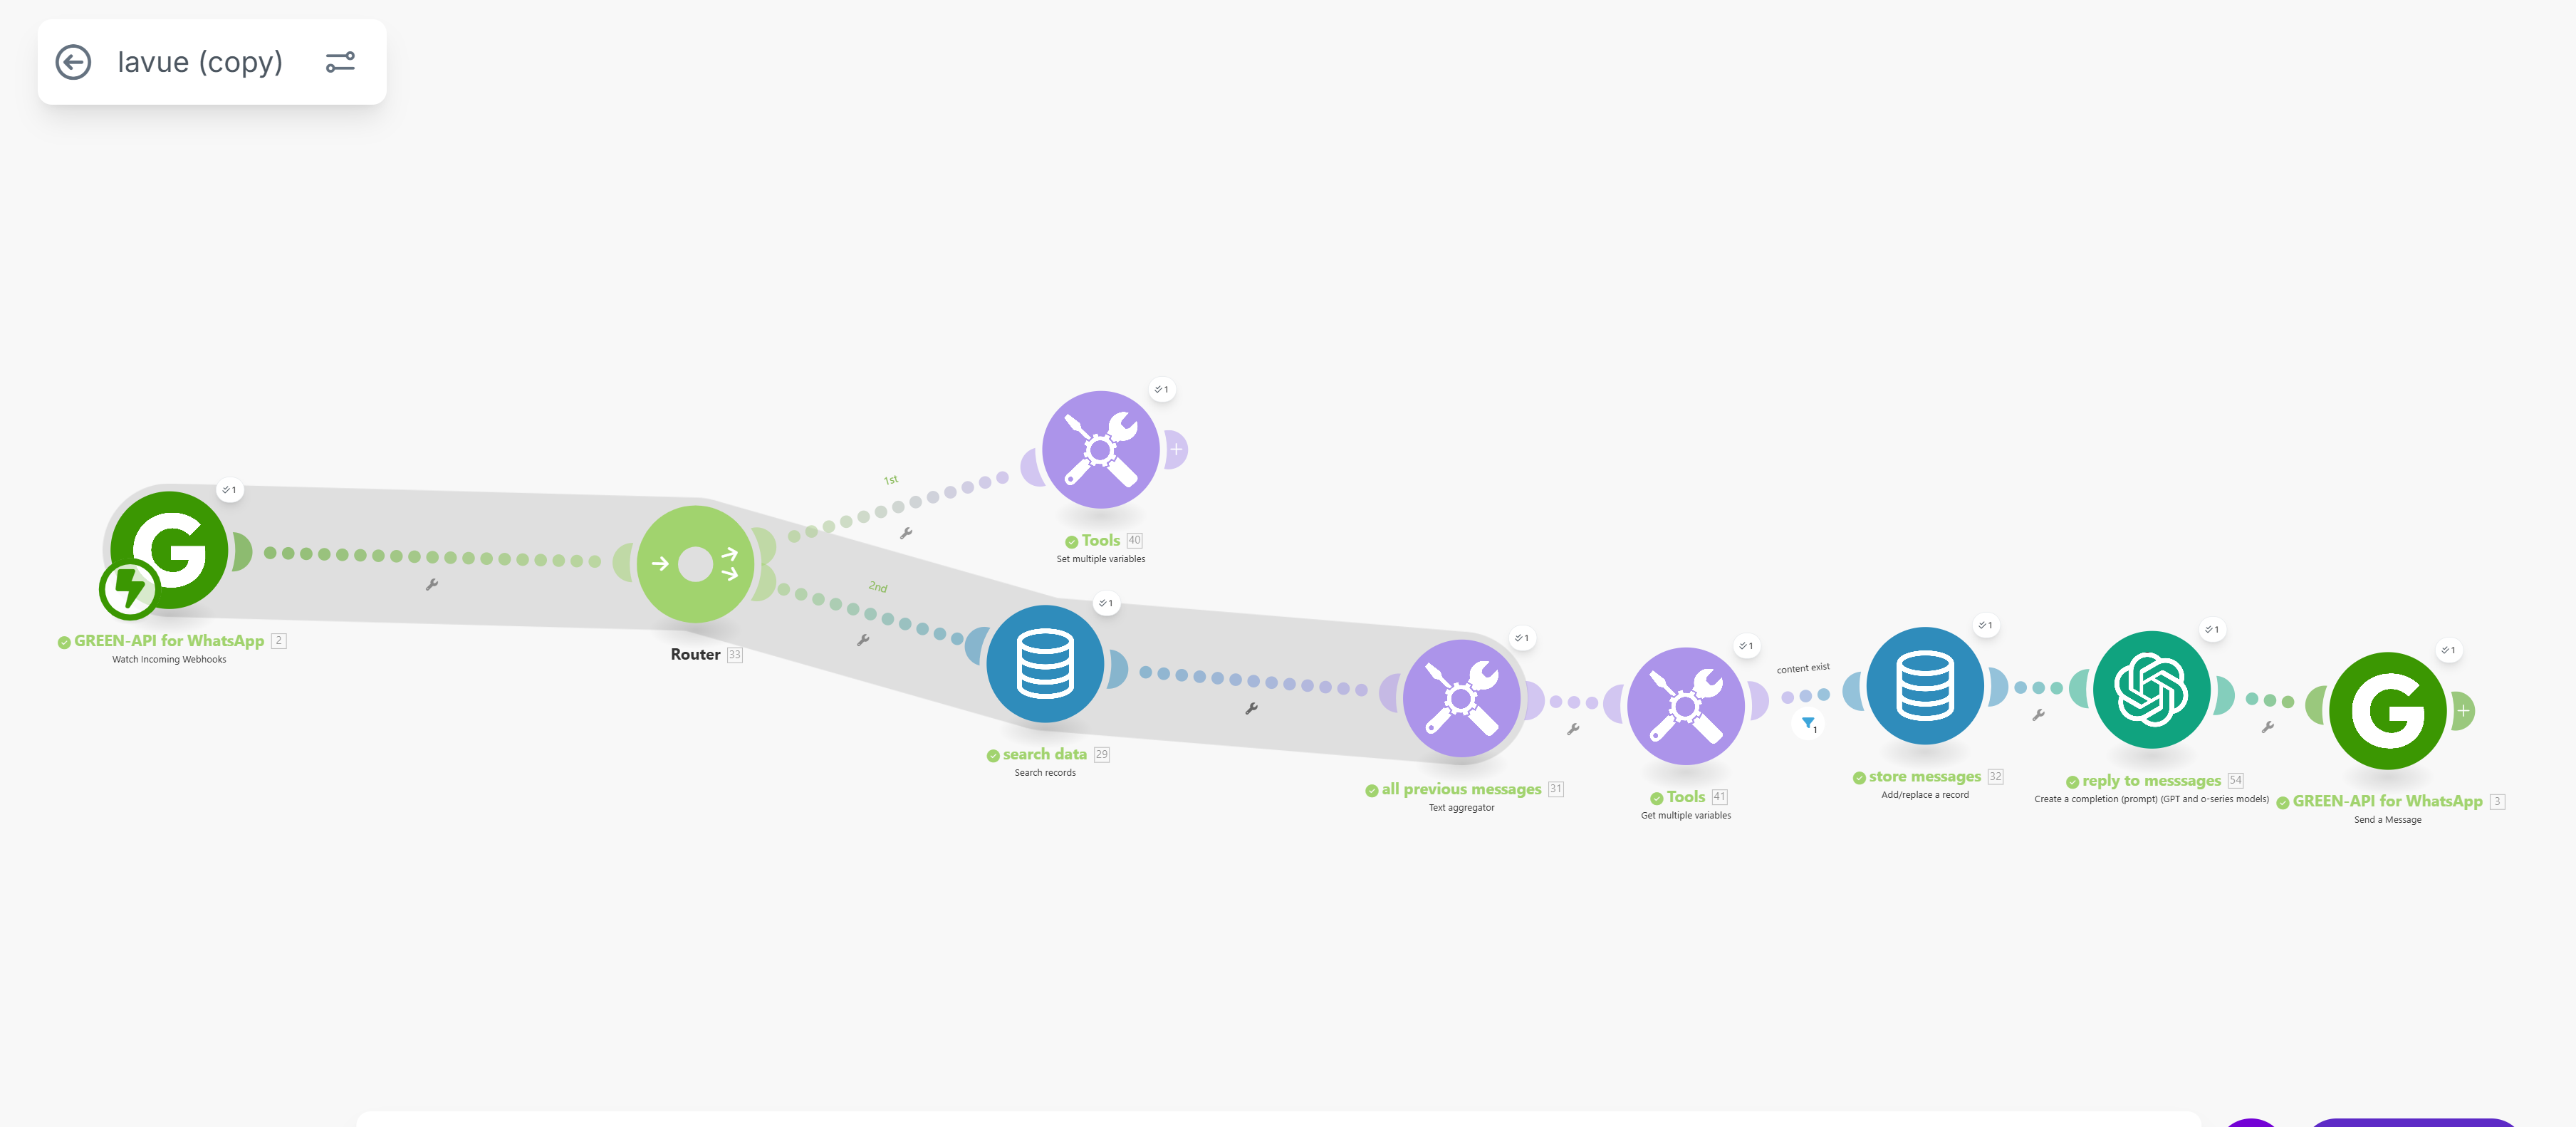 lavue (copy)
1
1st
Tools 40
Set multiple variables
1
GREEN-API for WhatsApp 2
Watch Incoming Webhooks
Router 33
2nd
1
search data 29
Search records
1
all previous messages 31
Text aggregator
1
Tools 41
Get multiple variables
content exist
1
1
store messages 32
Add/replace a record
1
reply to messsages 54
Create a completion (prompt) (GPT and o-series models)
1
GREEN-API for WhatsApp 3
Send a Message